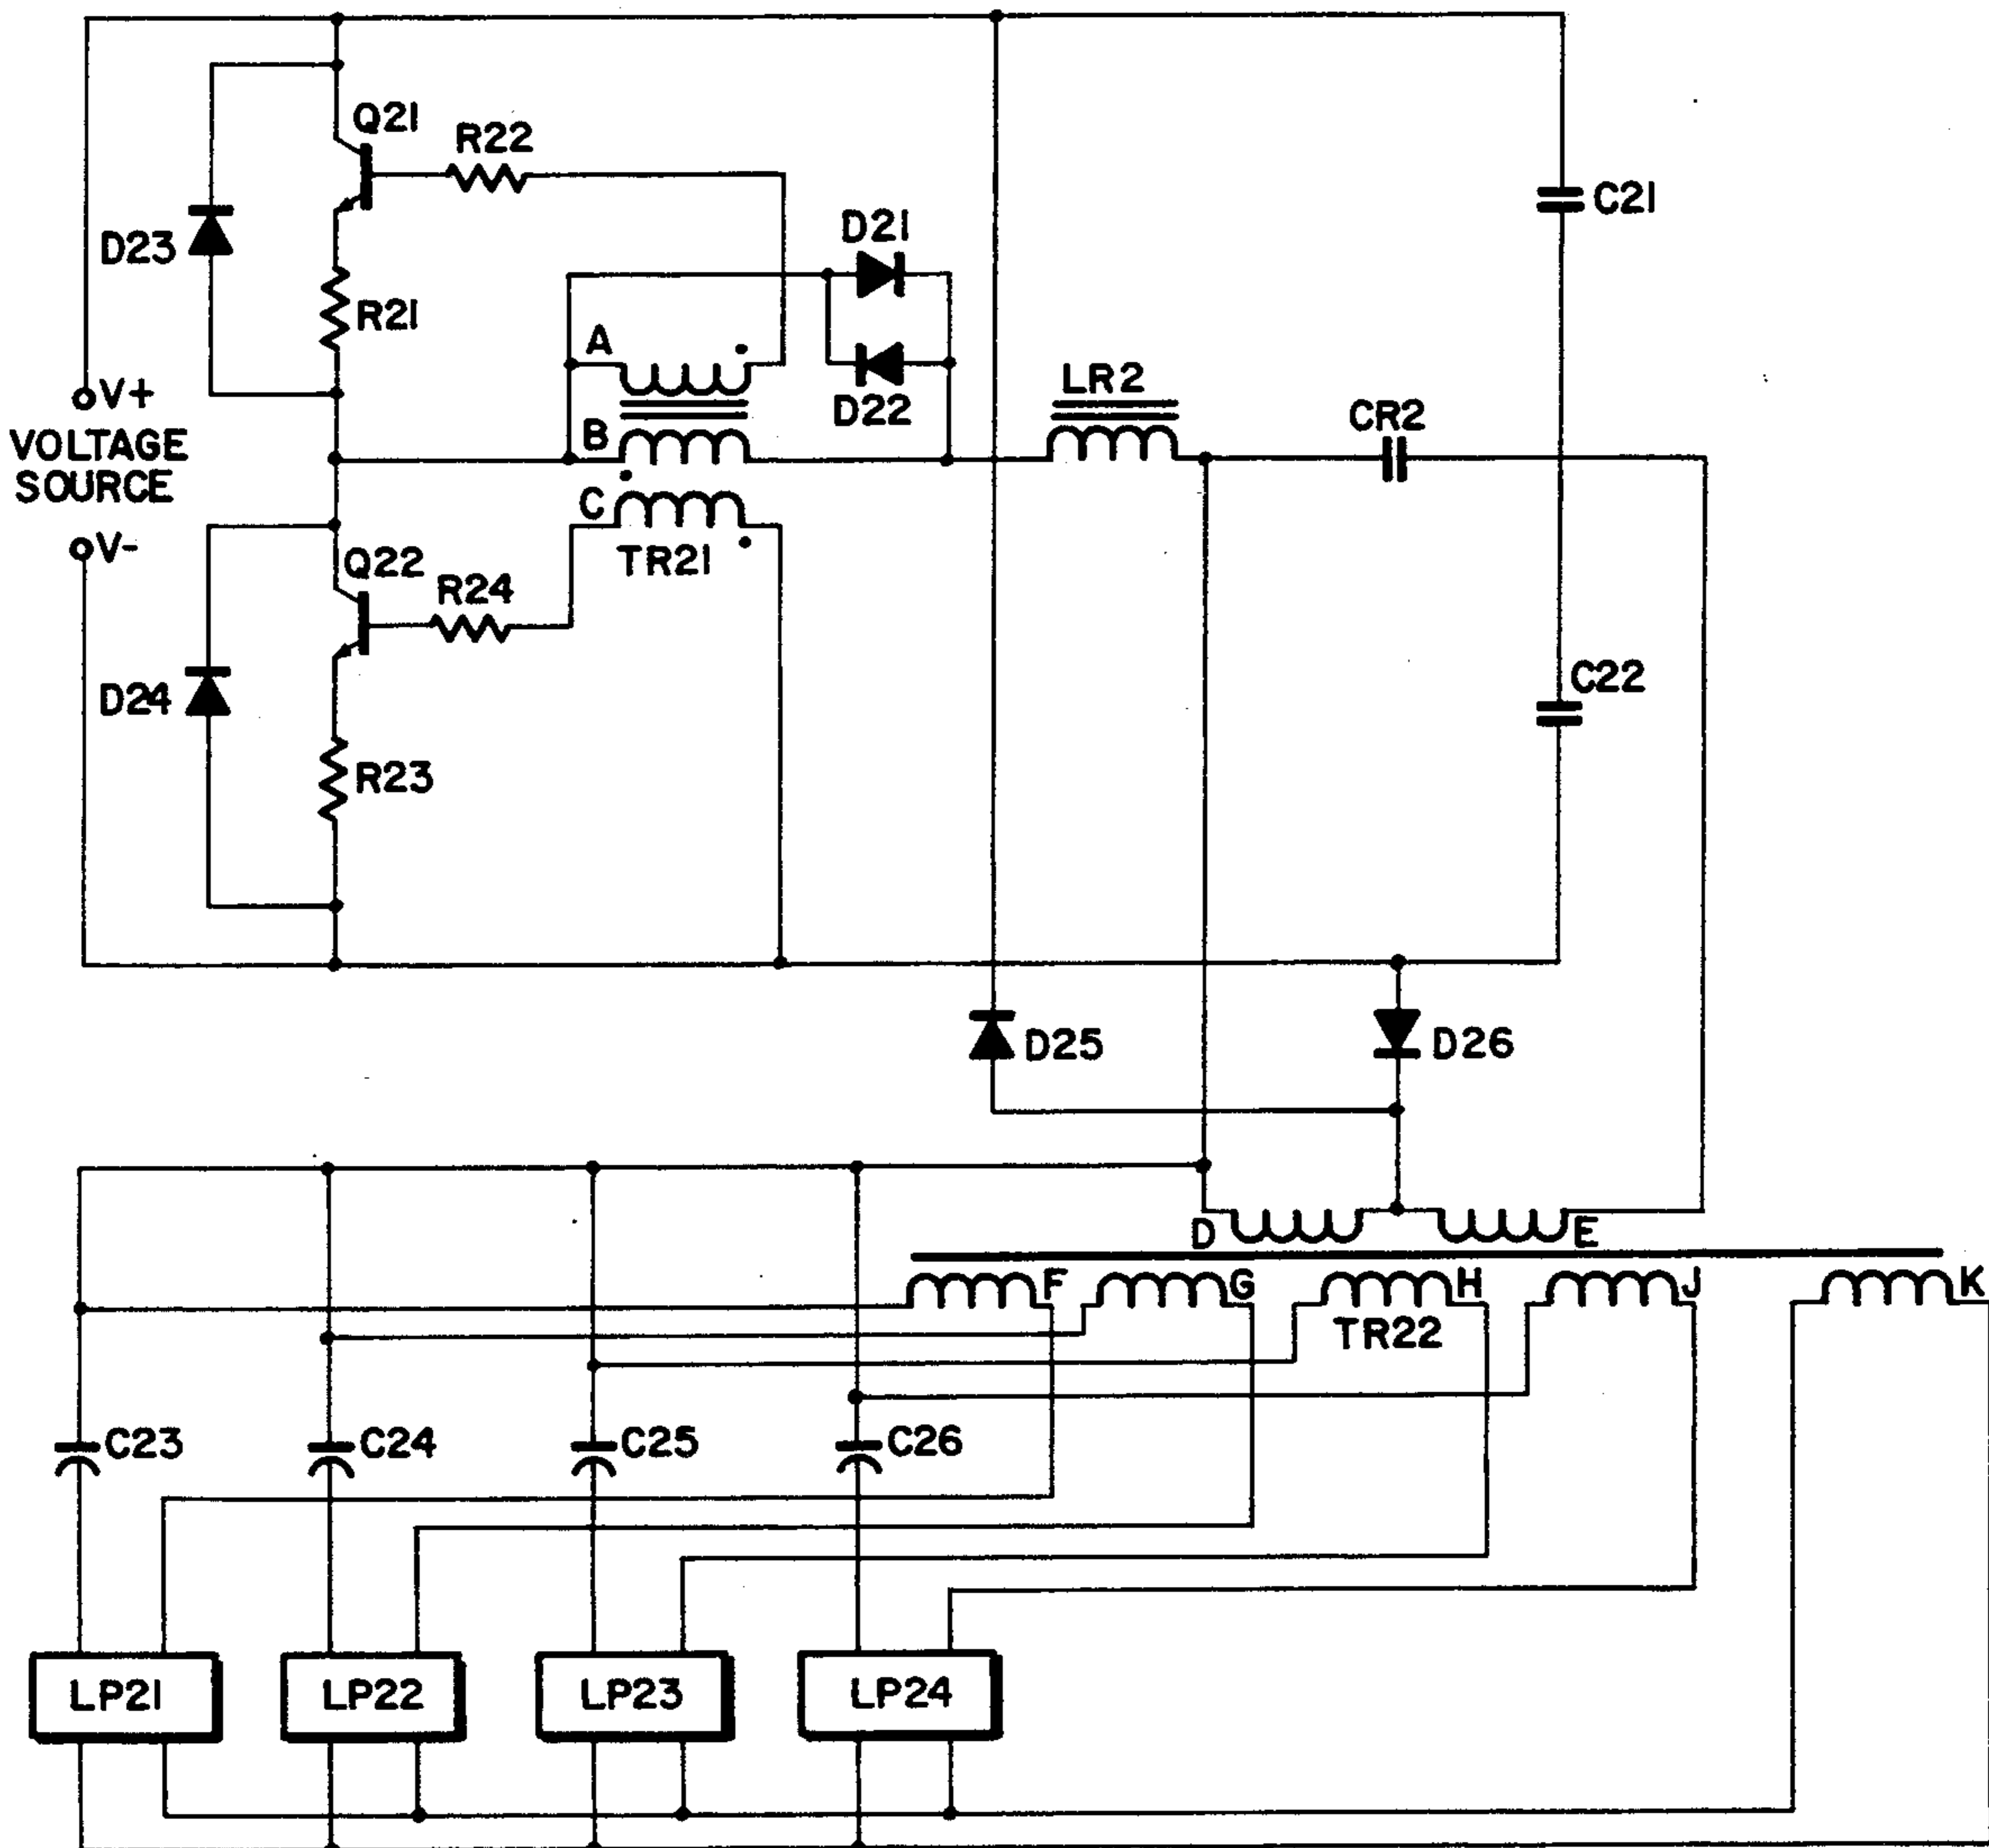 Q21
R22
C21
D21
D23
R21
A
LR2
V+
D22
CR2
B
VOLTAGE
SOURCE
C
V-
TR21
Q22
R24
C22
D24
R23
D25
D26
D
E
F
G
H
J
K
TR22
C23
C24
C25
C26
LP21
LP22
LP23
LP24